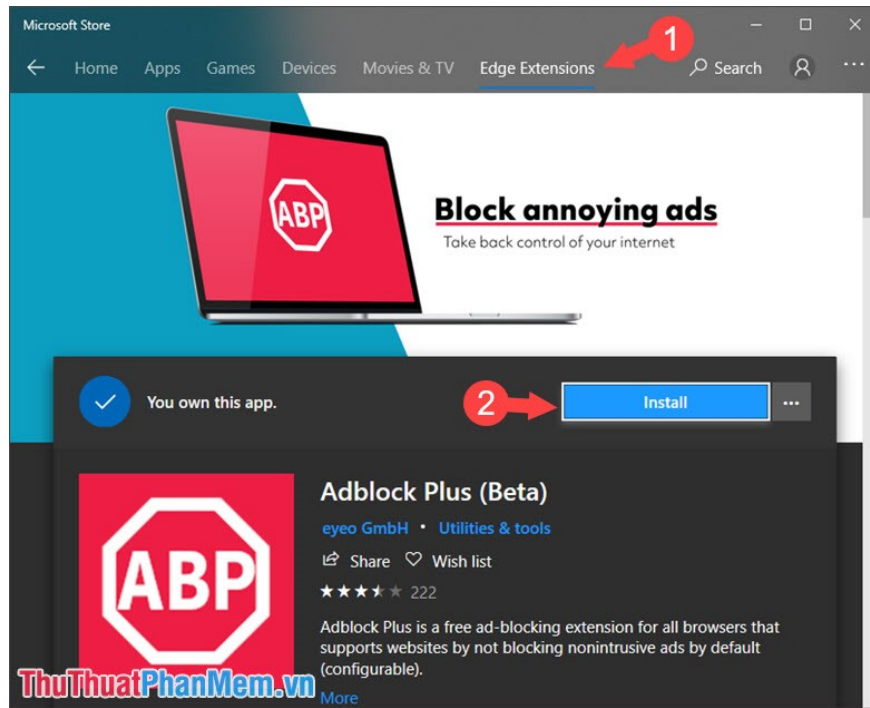 Microsoft Store
Home Apps Games Devices Movies & TV Edge Extensions Search
1
ABP
Block annoying ads
Take back control of your internet
You own this app.
2
Install
Adblock Plus (Beta)
eyeo GmbH • Utilities & tools
Share Wish list
222
ABP
Adblock Plus is a free ad-blocking extension for all browsers that
supports websites by not blocking nonintrusive ads by default
(configurable).
More
ThuThuatPhanMem.vn